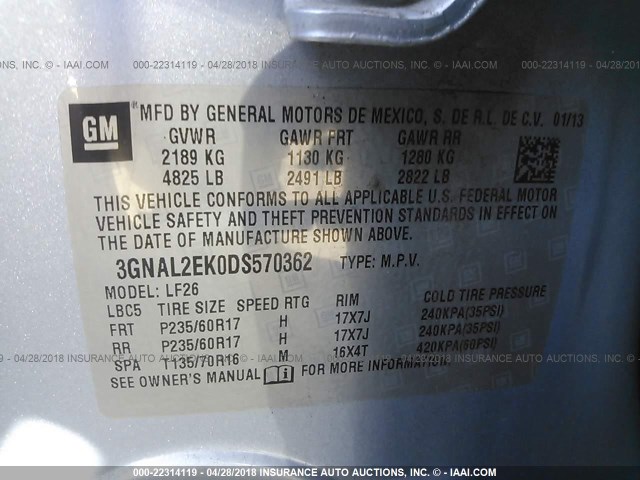 INC. - IAAI.COM 000-22314119 - 04/28/2018 INSURANCE AUTO AUCTIONS, INC. - IAAI.COM 000-22314119 -
GM MFD BY GENERAL MOTORS DE MEXICO, S. DE R.L. DE C.V. 01/13
GVWR GAWR FRT GAWR RR
2189 KG 1130 KG 1280 KG
4825 LB 2491 LB 2822 LB
THIS VEHICLE CONFORMS TO ALL APPLICABLE U.S. FEDERAL MOTOR
VEHICLE SAFETY AND THEFT PREVENTION STANDARDS IN EFFECT ON
THE DATE OF MANUFACTURE SHOWN ABOVE.
3GNAL2EK0DS570362 TYPE: M.P.V.
MODEL: LF26
LBC5 TIRE SIZE SPEED RTG RIM COLD TIRE PRESSURE
FRT P235/60R17 H 17X7J 240KPA(35PSI)
RR P235/60R17 H 17X7J 240KPA(35PSI)
SPA T135/70R16 M 16X4T 420KPA(60PSI)
SEE OWNER'S MANUAL i FOR MORE INFORMATION.
000-22314119 - 04/28/2018 - INSURANCE AUTO AUCTIONS, INC. - IAAI.COM